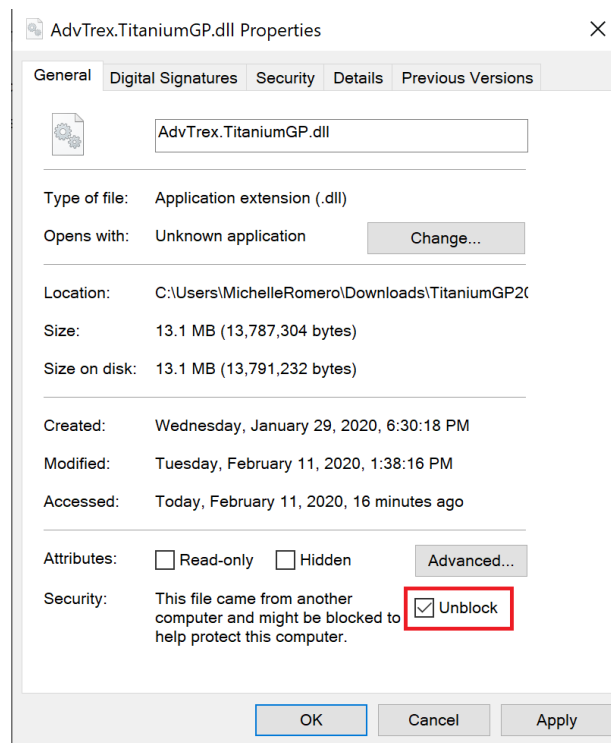 AdvTrex.TitaniumGP.dll Properties
General Digital Signatures Security Details Previous Versions
AdvTrex.TitaniumGP.dll
Type of file: Application extension (.dll)
Opens with: Unknown application Change...
Location: C:\Users\MichelleRomero\Downloads\TitaniumGP20
Size: 13.1 MB (13,787,304 bytes)
Size on disk: 13.1 MB (13,791,232 bytes)
Created: Wednesday, January 29, 2020, 6:30:18 PM
Modified: Tuesday, February 11, 2020, 1:38:16 PM
Accessed: Today, February 11, 2020, 16 minutes ago
Attributes: Read-only Hidden Advanced...
Security: This file came from another
computer and might be blocked to Unblock
help protect this computer.
OK Cancel Apply